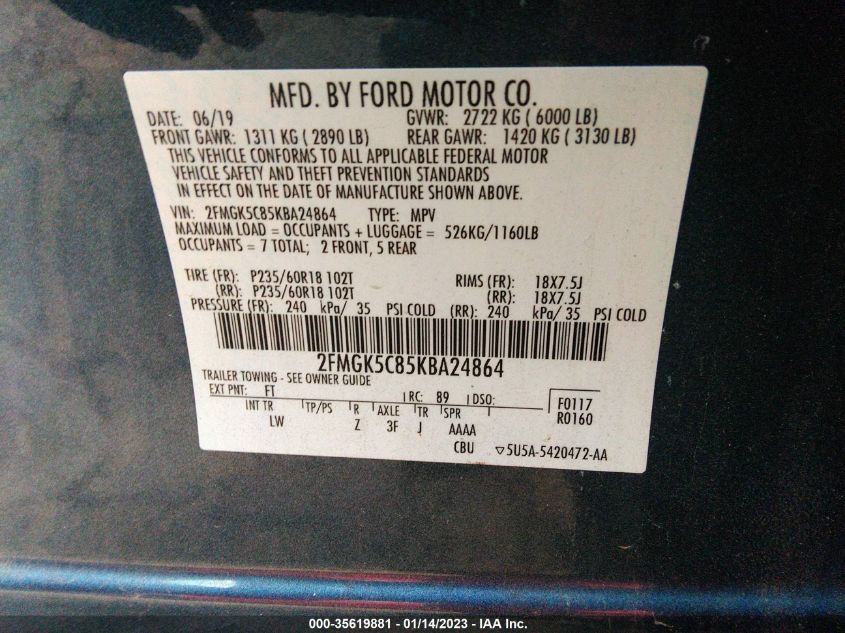 MFD. BY FORD MOTOR CO.
DATE: 06/19 GVWR: 2722 KG ( 6000 LB)
FRONT GAWR: 1311 KG ( 2890 LB) REAR GAWR: 1420 KG ( 3130 LB)
THIS VEHICLE CONFORMS TO ALL APPLICABLE FEDERAL MOTOR
VEHICLE SAFETY AND THEFT PREVENTION STANDARDS
IN EFFECT ON THE DATE OF MANUFACTURE SHOWN ABOVE.
VIN: 2FMGK5C85KBA24864 TYPE: MPV
MAXIMUM LOAD = OCCUPANTS + LUGGAGE = 526KG/1160LB
OCCUPANTS = 7 TOTAL; 2 FRONT, 5 REAR
TIRE (FR): P235/60R18 102T RIMS (FR): 18X7.5J
(RR): P235/60R18 102T (RR): 18X7.5J
PRESSURE (FR): 240 kPa/ 35 PSI COLD (RR): 240 kPa/ 35 PSI COLD
2FMGK5C85KBA24864
TRAILER TOWING - SEE OWNER GUIDE
EXT PNT: FT RC: 89 DSO: F0117
INT TR TP/PS R AXLE TR SPR R0160
LW Z 3F J AAAA
CBU ▽5U5A-5420472-AA
000-35619881 - 01/14/2023 - IAA Inc.